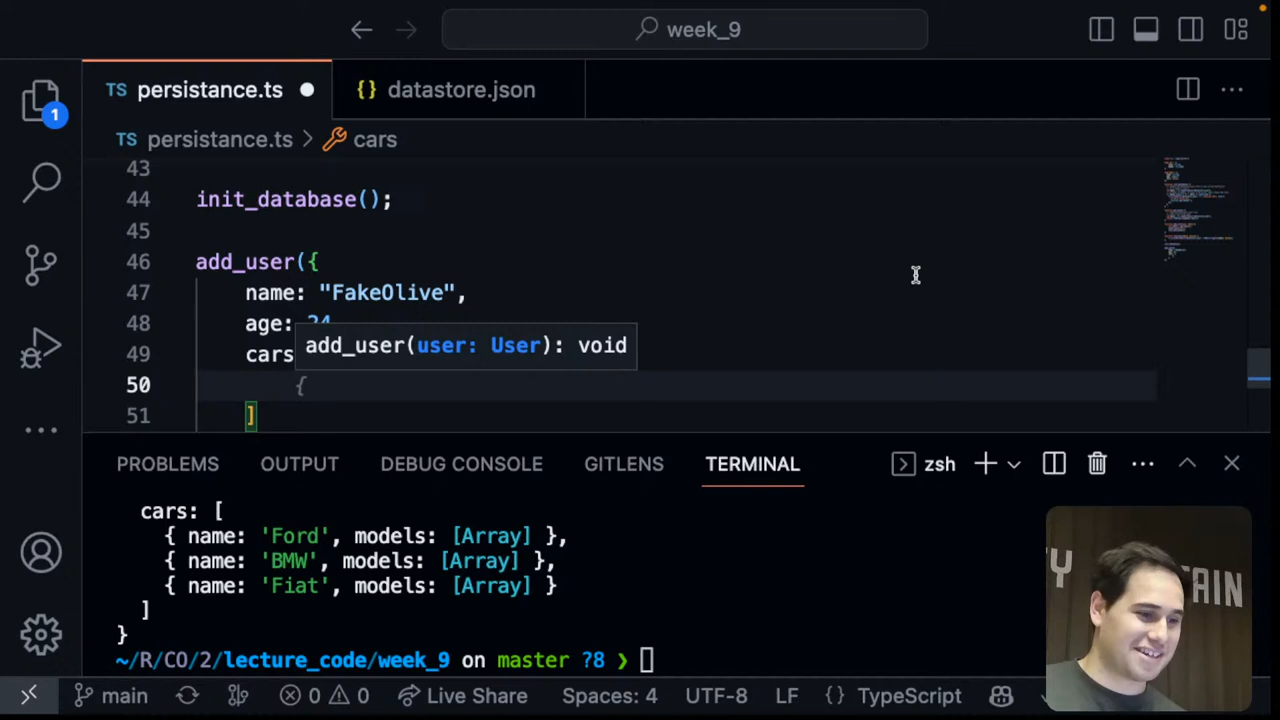 week_9
TS persistance.ts
{} datastore.json
1
TS persistance.ts > cars
43
44 init_database();
45
46 add_user({
47 name: "FakeOlive",
48 age: 24
49 cars
add_user(user: User): void
50 {
51 ]
PROBLEMS OUTPUT DEBUG CONSOLE GITLENS TERMINAL zsh
cars: [
{ name: 'Ford', models: [Array] },
{ name: 'BMW', models: [Array] },
{ name: 'Fiat', models: [Array] }
]
}
~/R/CO/2/lecture_code/week_9 on master ?8 ❯
main 0 0 Live Share Spaces: 4 UTF-8 LF {} TypeScript